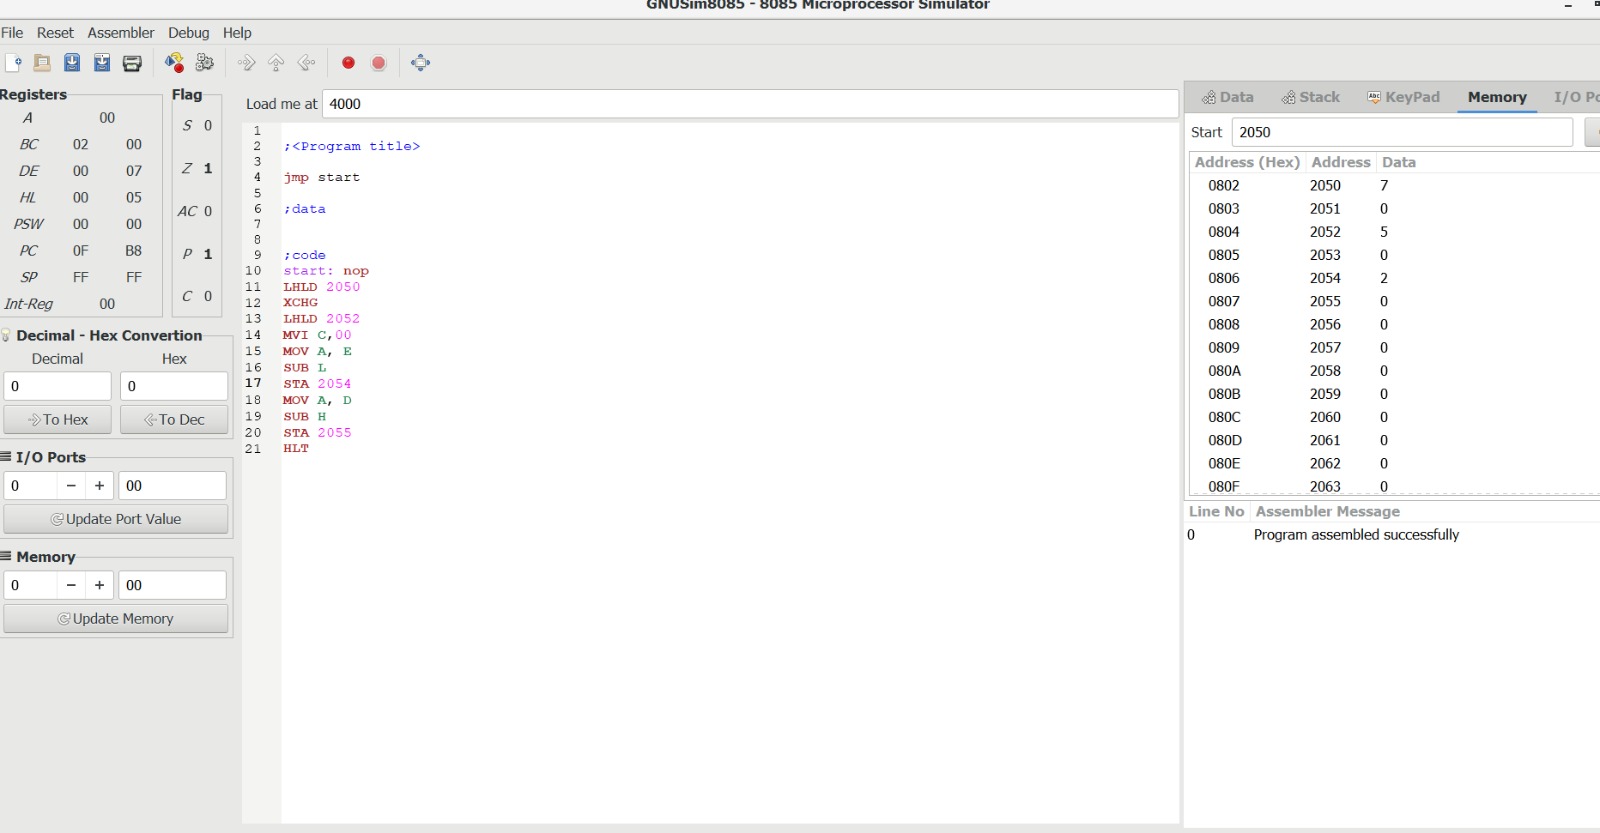 GNUSim8085 - 8085 Microprocessor Simulator
File Reset Assembler Debug Help
Registers
A 00
BC 02 00
DE 00 07
HL 00 05
PSW 00 00
PC 0F B8
SP FF FF
Int-Reg 00
Flag
S 0
Z 1
AC 0
P 1
C 0
Decimal - Hex Convertion
Decimal Hex
0 0
To Hex To Dec
I/O Ports
0 − + 00
Update Port Value
Memory
0 − + 00
Update Memory
Load me at 4000
1
2 ;<Program title>
3
4 jmp start
5
6 ;data
7
8
9 ;code
10 start: nop
11 LHLD 2050
12 XCHG
13 LHLD 2052
14 MVI C,00
15 MOV A, E
16 SUB L
17 STA 2054
18 MOV A, D
19 SUB H
20 STA 2055
21 HLT
Data Stack KeyPad Memory I/O Po
Start 2050
Address (Hex) Address Data
0802 2050 7
0803 2051 0
0804 2052 5
0805 2053 0
0806 2054 2
0807 2055 0
0808 2056 0
0809 2057 0
080A 2058 0
080B 2059 0
080C 2060 0
080D 2061 0
080E 2062 0
080F 2063 0
Line No Assembler Message
0 Program assembled successfully